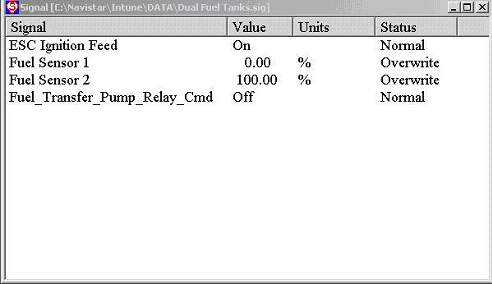 Signal [C:\Navistar\Intune\DATA\Dual Fuel Tanks.sig]
Signal Value Units Status
ESC Ignition Feed On Normal
Fuel Sensor 1 0.00 % Overwrite
Fuel Sensor 2 100.00 % Overwrite
Fuel_Transfer_Pump_Relay_Cmd Off Normal